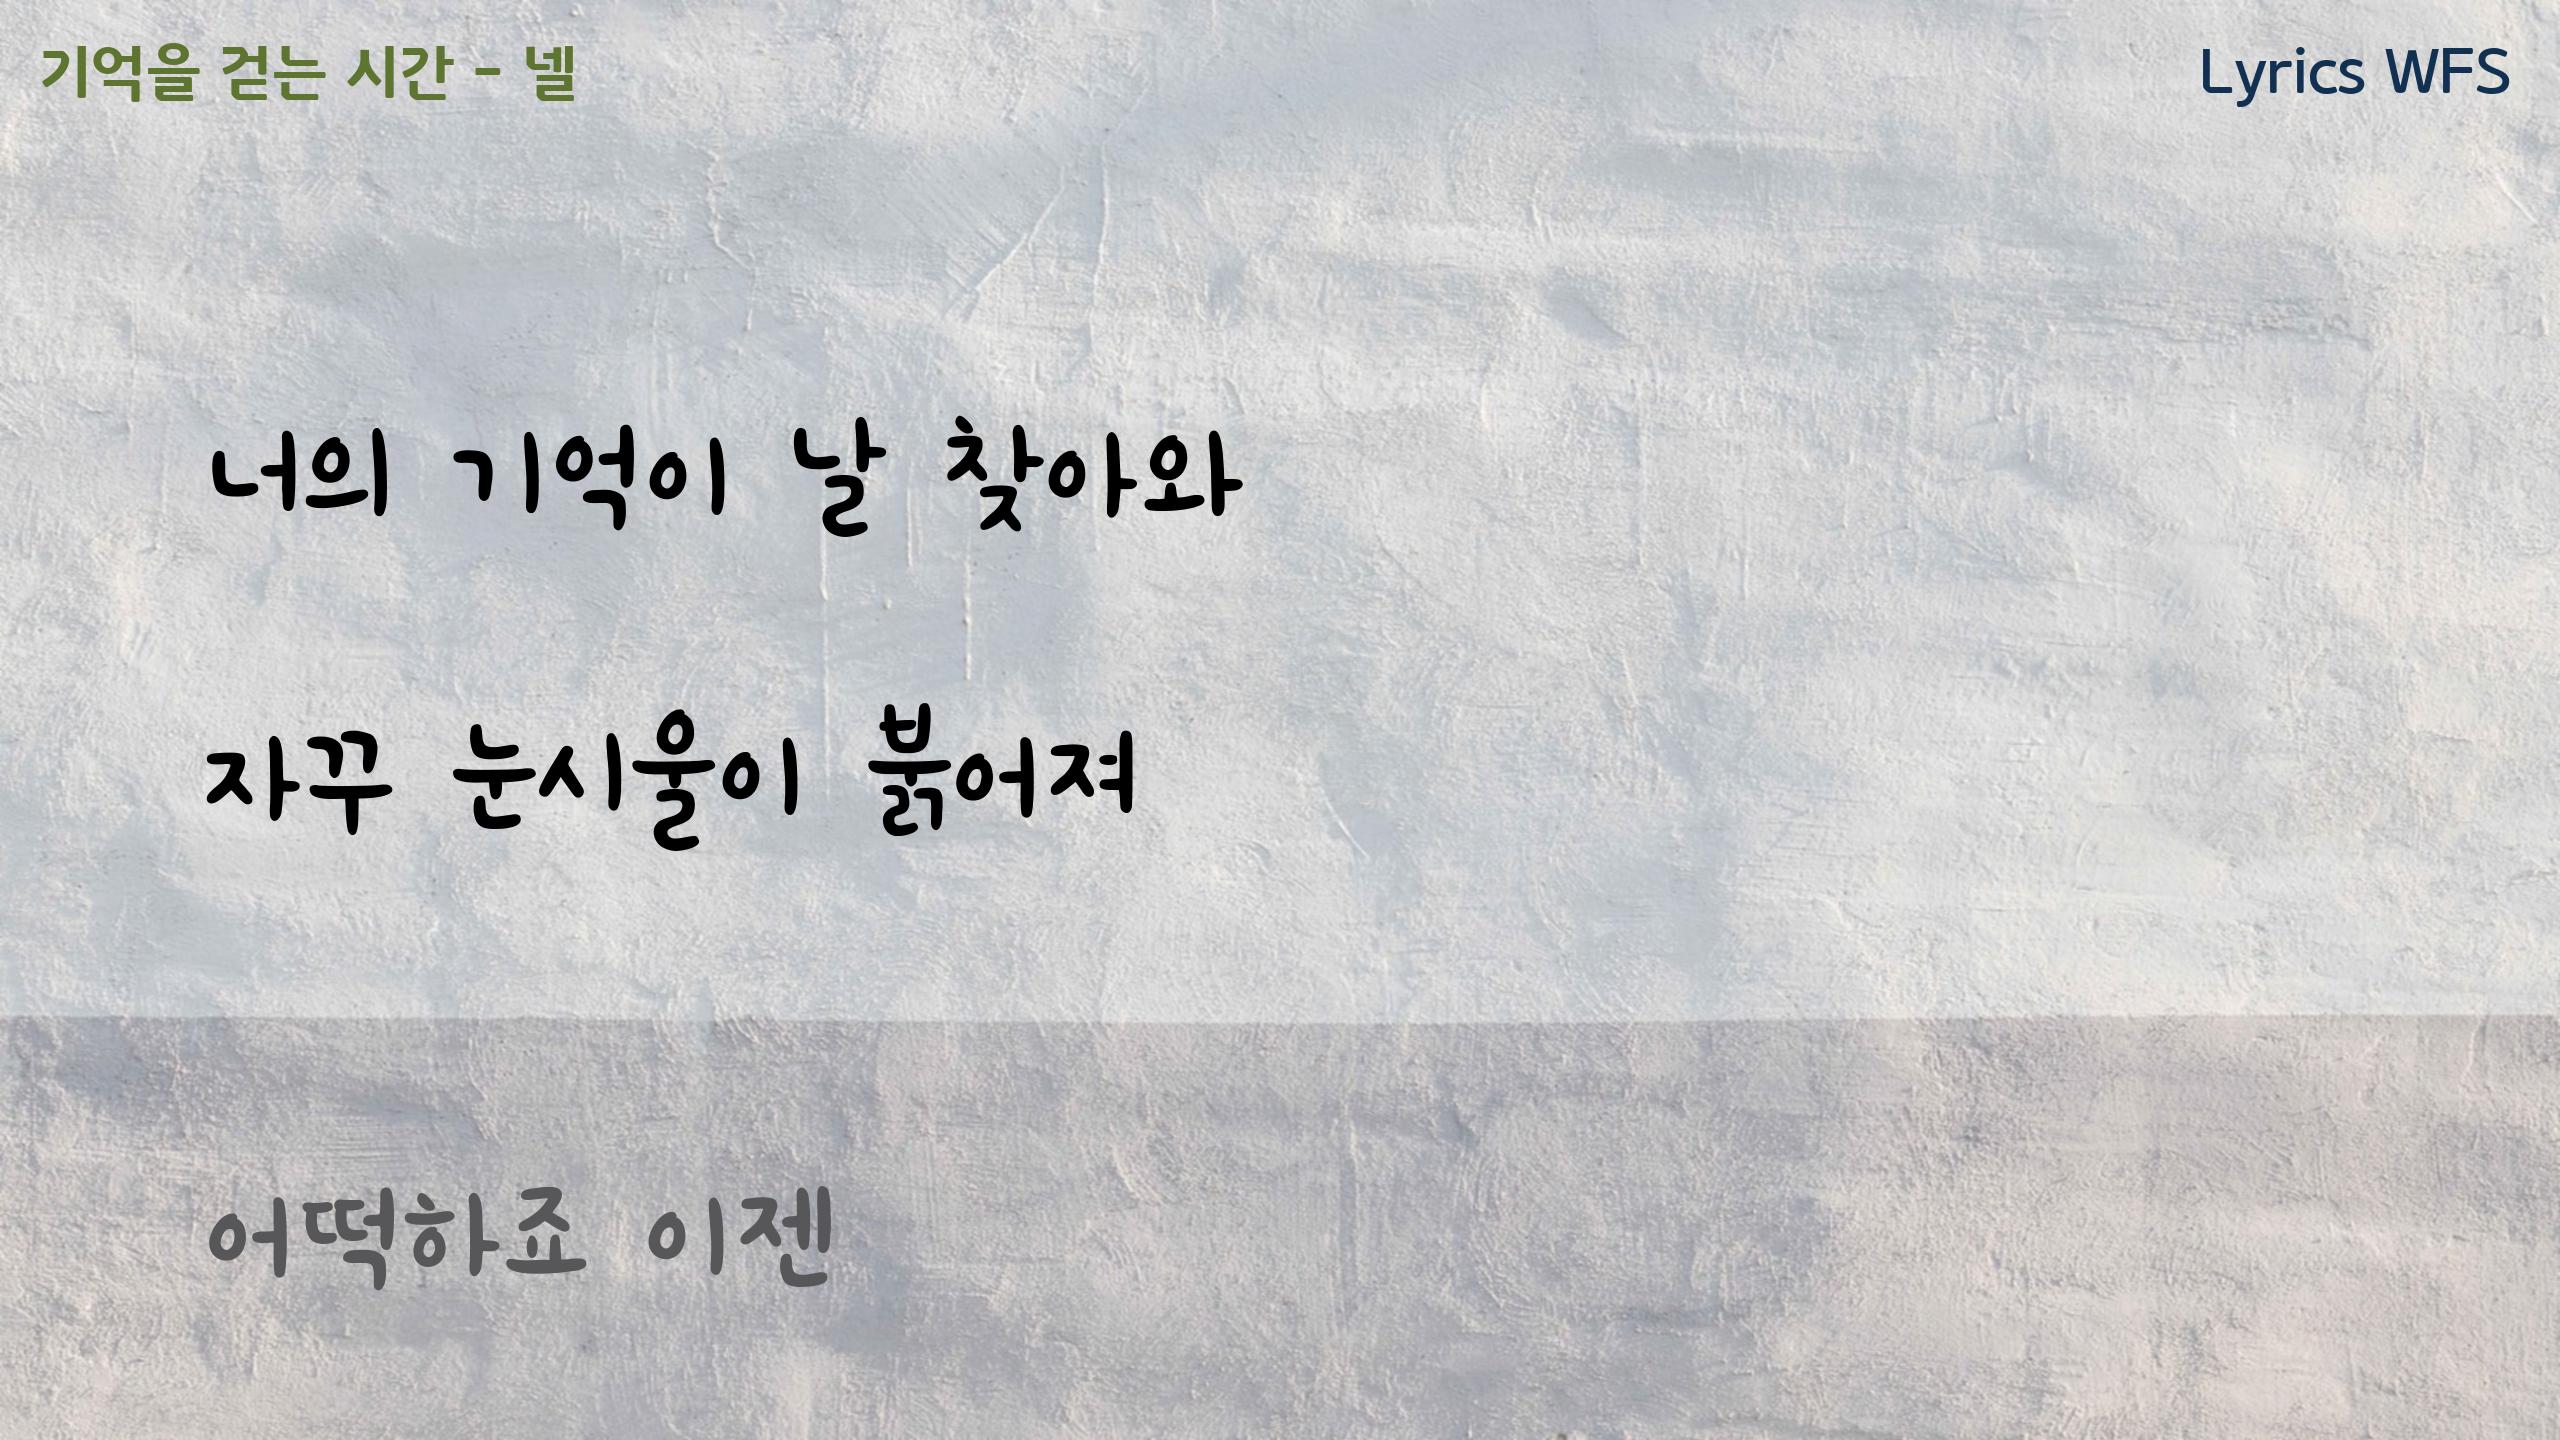 기억을 걷는 시간 - 넬
Lyrics WFS
너의 기억이 날 찾아와
자꾸 눈시울이 붉어져
어떡하죠 이젠